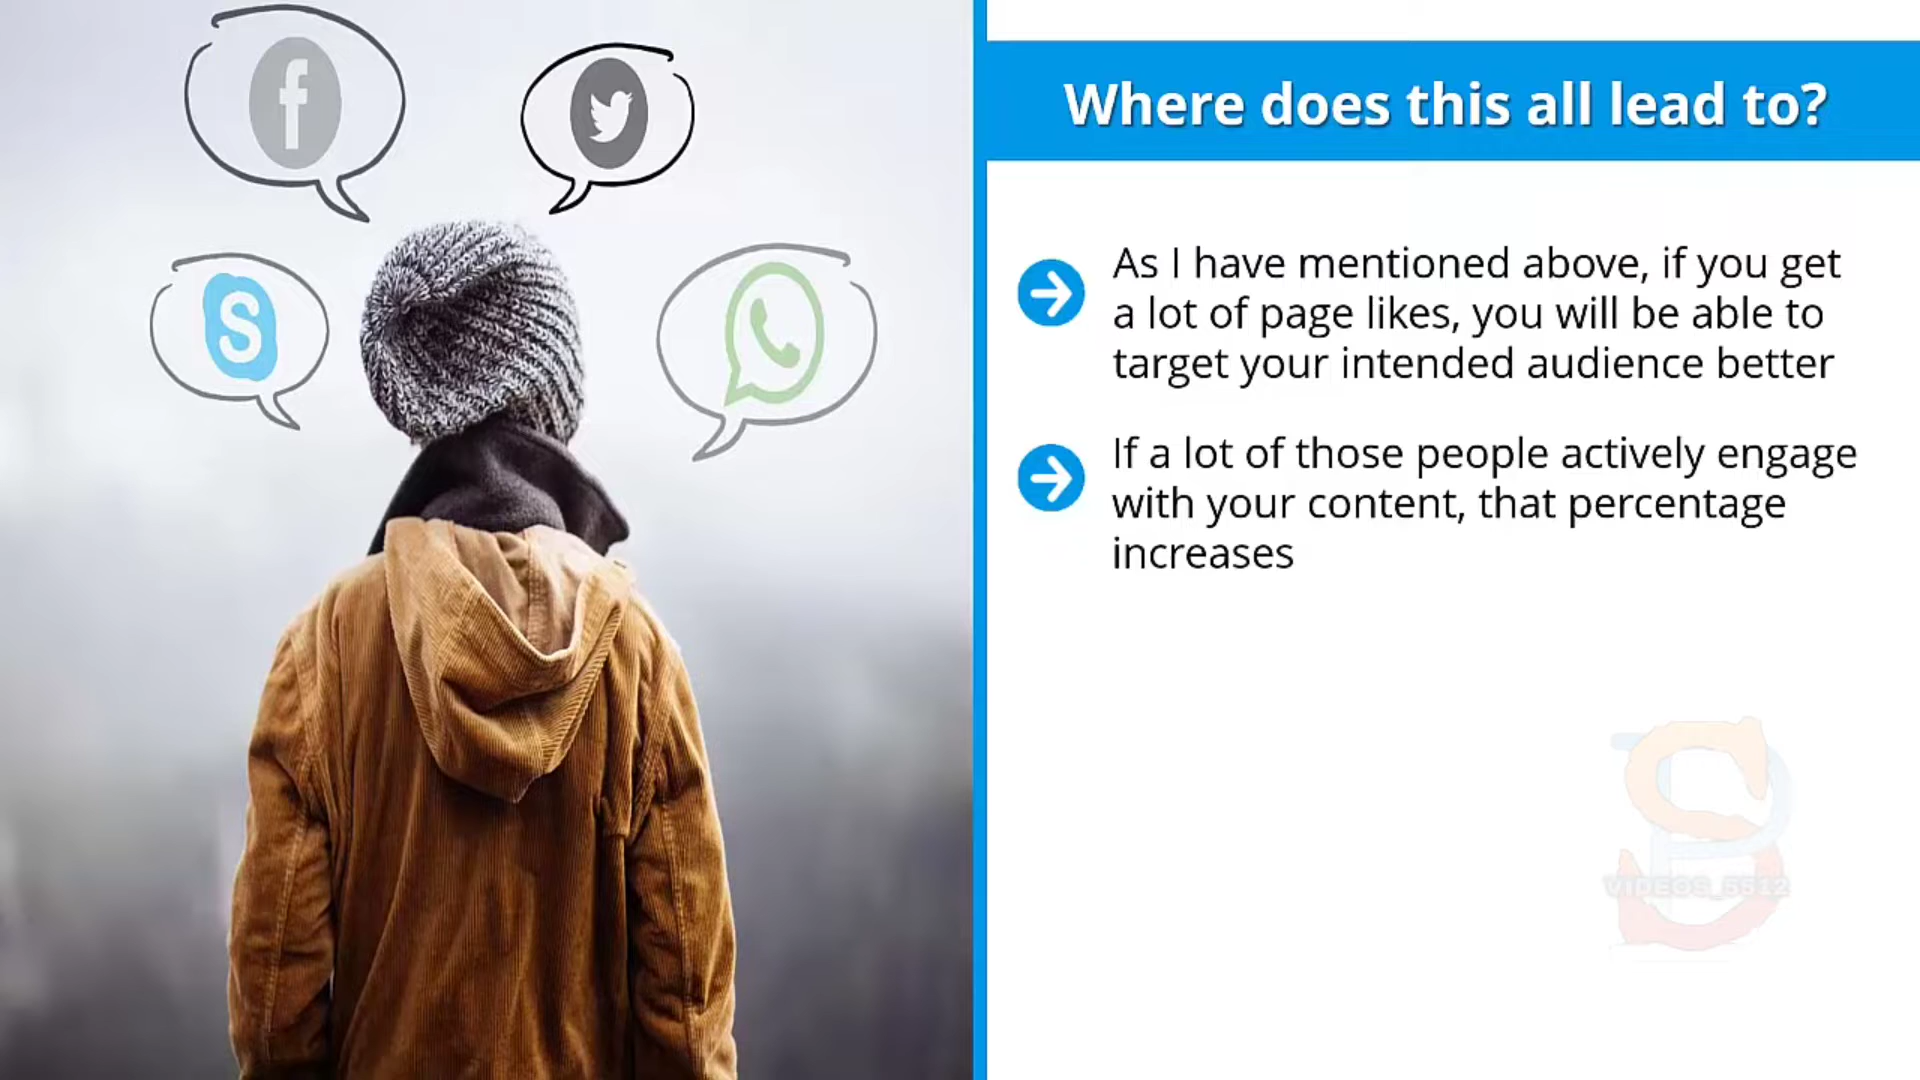 Where does this all lead to?
As I have mentioned above, if you get
a lot of page likes, you will be able to
target your intended audience better
If a lot of those people actively engage
with your content, that percentage
increases
VIDEOS_5512